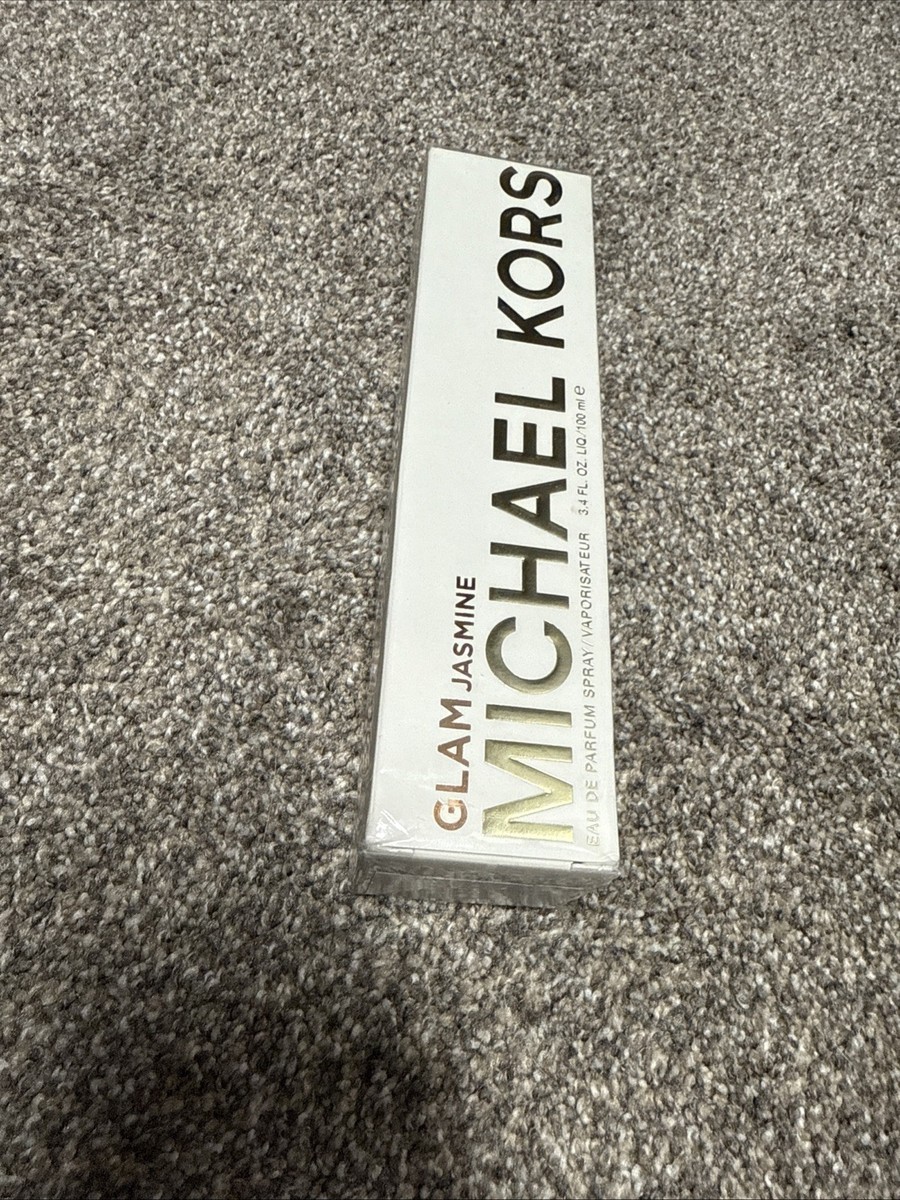 GLAM JASMINE
MICHAEL KORS
EAU DE PARFUM SPRAY/VAPORISATEUR 3.4 FL. OZ. LIQ./100 ml ℮